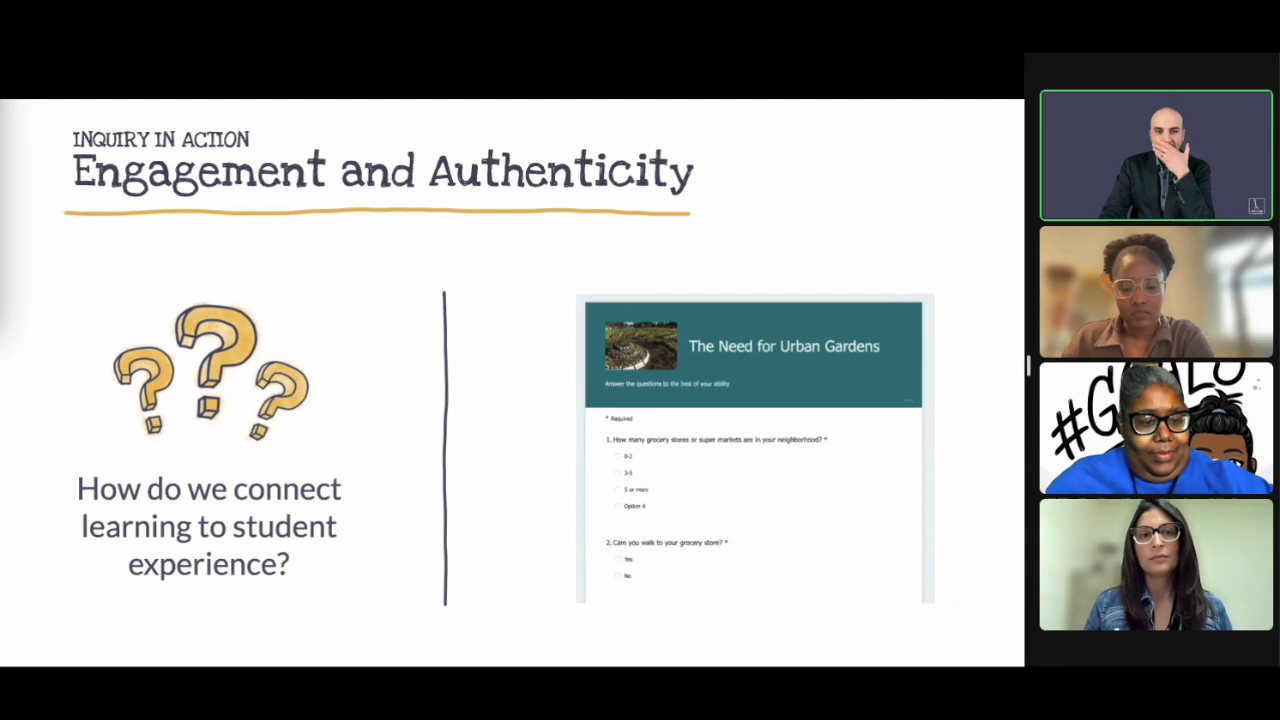 INQUIRY IN ACTION
Engagement and Authenticity
How do we connect
learning to student
experience?
The Need for Urban Gardens
Answer the questions to the best of your ability
...
* Required
1. How many grocery stores or super markets are in your neighborhood? *
0-2
3-5
5 or more
Option 4
2. Cam you walk to your grocery store? *
Yes
No